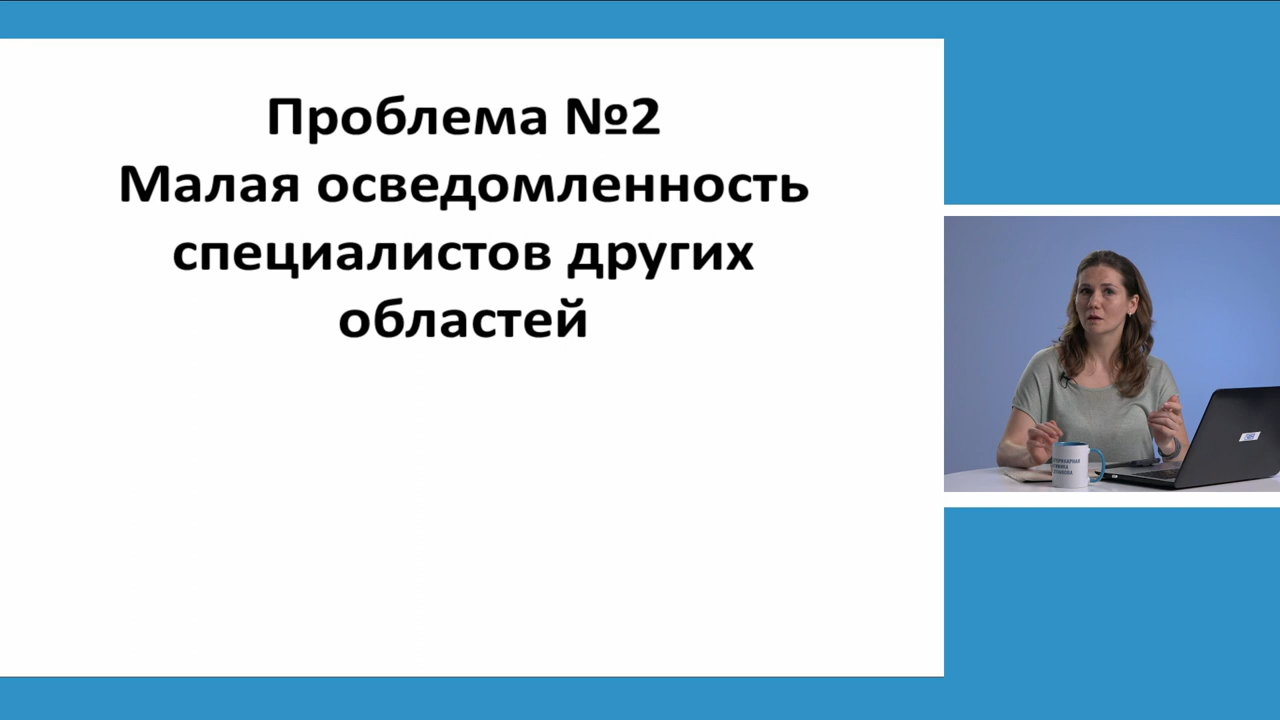 Проблема №2
Малая осведомленность
специалистов других
областей